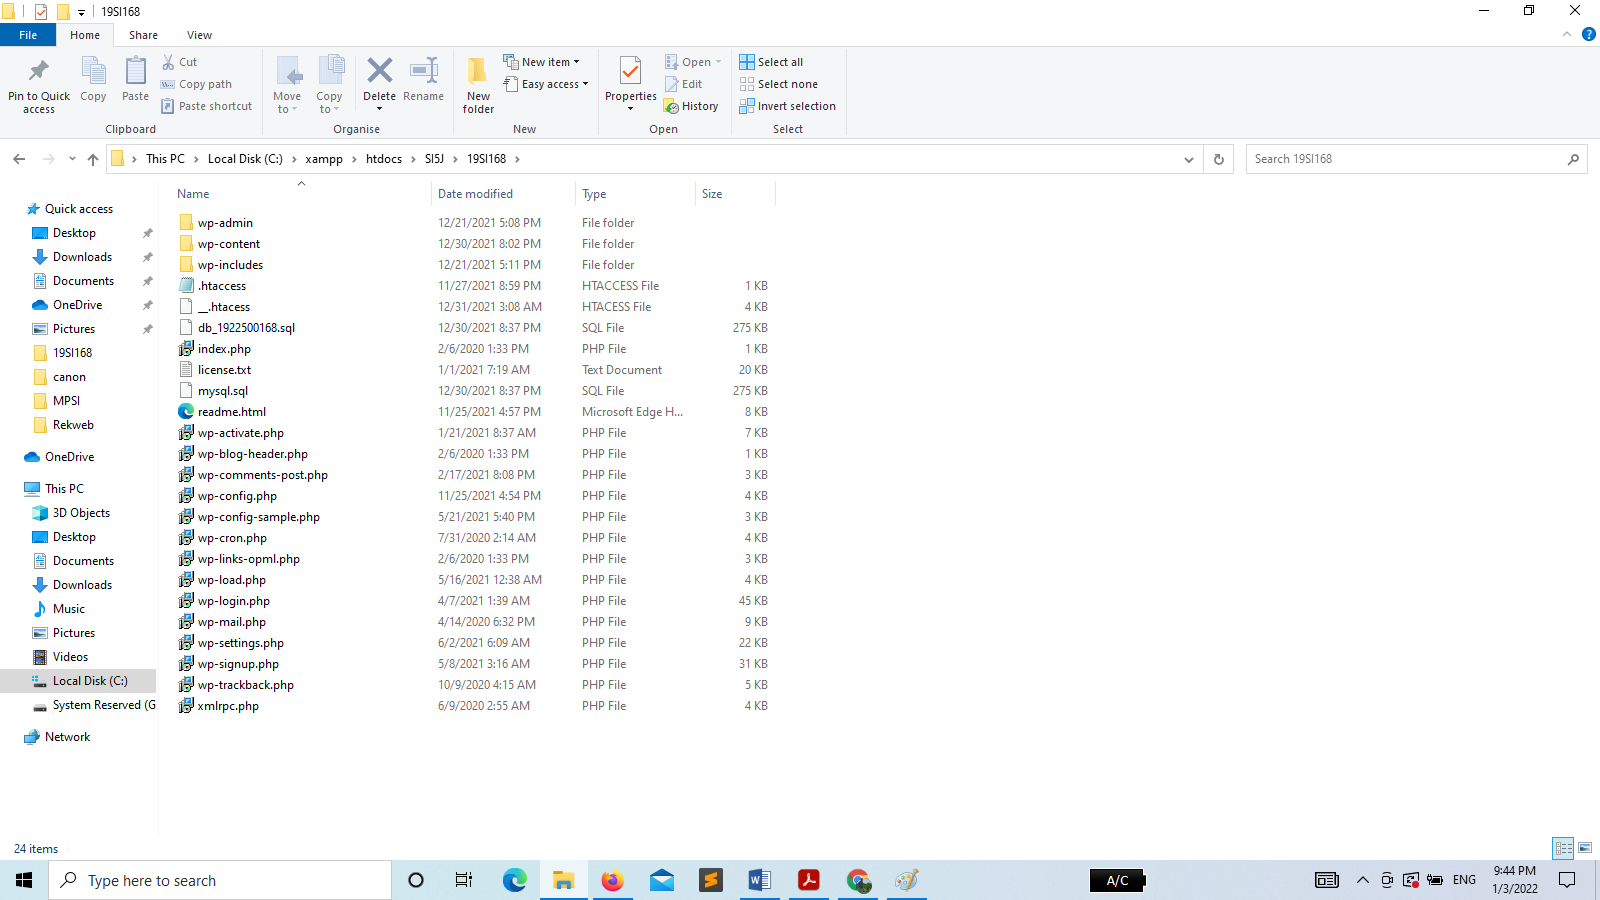 19SI168
File Home Share View
Pin to Quick access
Copy
Paste
Cut
Copy path
Paste shortcut
Clipboard
Move to
Copy to
Delete
Rename
Organise
New folder
New item
Easy access
New
Properties
Open
Edit
History
Open
Select all
Select none
Invert selection
Select
This PC > Local Disk (C:) > xampp > htdocs > SI5J > 19SI168 >
Search 19SI168
Quick access
Desktop
Downloads
Documents
OneDrive
Pictures
19SI168
canon
MPSI
Rekweb
OneDrive
This PC
3D Objects
Desktop
Documents
Downloads
Music
Pictures
Videos
Local Disk (C:)
System Reserved (G
Network
Name Date modified Type Size
wp-admin 12/21/2021 5:08 PM File folder
wp-content 12/30/2021 8:02 PM File folder
wp-includes 12/21/2021 5:11 PM File folder
.htaccess 11/27/2021 8:59 PM HTACCESS File 1 KB
__.htacess 12/31/2021 3:08 AM HTACESS File 4 KB
db_1922500168.sql 12/30/2021 8:37 PM SQL File 275 KB
index.php 2/6/2020 1:33 PM PHP File 1 KB
license.txt 1/1/2021 7:19 AM Text Document 20 KB
mysql.sql 12/30/2021 8:37 PM SQL File 275 KB
readme.html 11/25/2021 4:57 PM Microsoft Edge H... 8 KB
wp-activate.php 1/21/2021 8:37 AM PHP File 7 KB
wp-blog-header.php 2/6/2020 1:33 PM PHP File 1 KB
wp-comments-post.php 2/17/2021 8:08 PM PHP File 3 KB
wp-config.php 11/25/2021 4:54 PM PHP File 4 KB
wp-config-sample.php 5/21/2021 5:40 PM PHP File 3 KB
wp-cron.php 7/31/2020 2:14 AM PHP File 4 KB
wp-links-opml.php 2/6/2020 1:33 PM PHP File 3 KB
wp-load.php 5/16/2021 12:38 AM PHP File 4 KB
wp-login.php 4/7/2021 1:39 AM PHP File 45 KB
wp-mail.php 4/14/2020 6:32 PM PHP File 9 KB
wp-settings.php 6/2/2021 6:09 AM PHP File 22 KB
wp-signup.php 5/8/2021 3:16 AM PHP File 31 KB
wp-trackback.php 10/9/2020 4:15 AM PHP File 5 KB
xmlrpc.php 6/9/2020 2:55 AM PHP File 4 KB
24 items
Type here to search
A/C
ENG
9:44 PM
1/3/2022